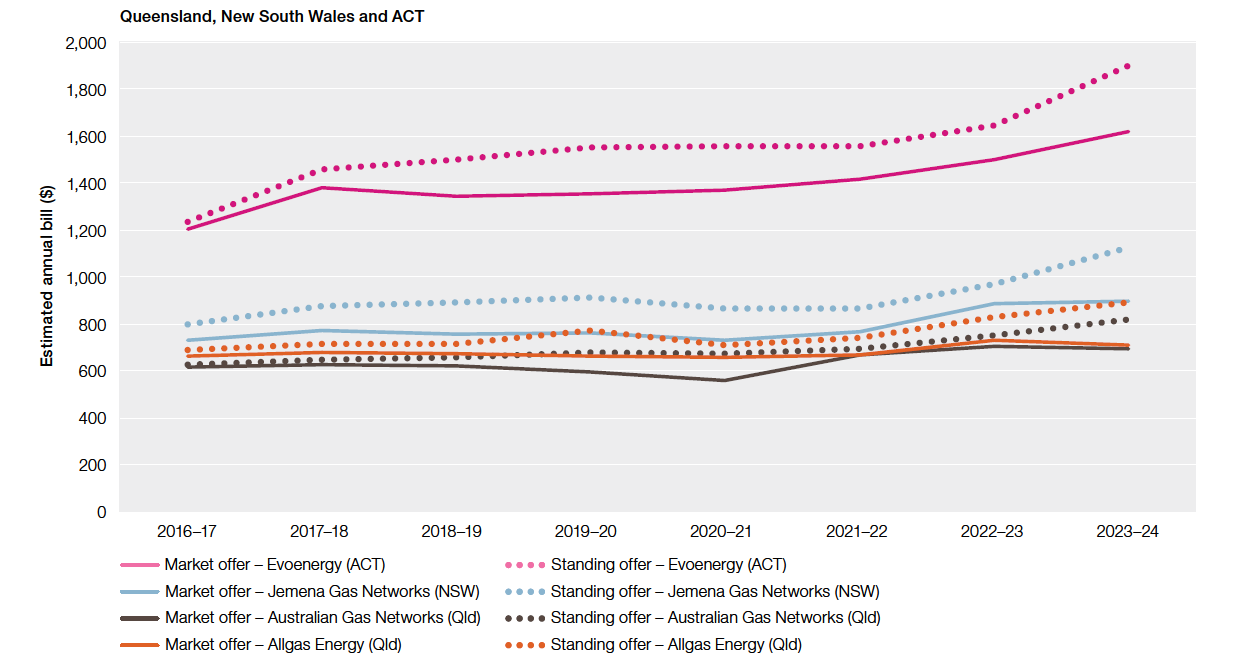 Queensland, New South Wales and ACT
2,000
1,800
1,600
1,400
1,200
1,000
800
600
400
200
0
Estimated annual bill ($)
2016–17 2017–18 2018–19 2019–20 2020–21 2021–22 2022–23 2023–24
Market offer – Evoenergy (ACT) Standing offer – Evoenergy (ACT)
Market offer – Jemena Gas Networks (NSW) Standing offer – Jemena Gas Networks (NSW)
Market offer – Australian Gas Networks (Qld) Standing offer – Australian Gas Networks (Qld)
Market offer – Allgas Energy (Qld) Standing offer – Allgas Energy (Qld)